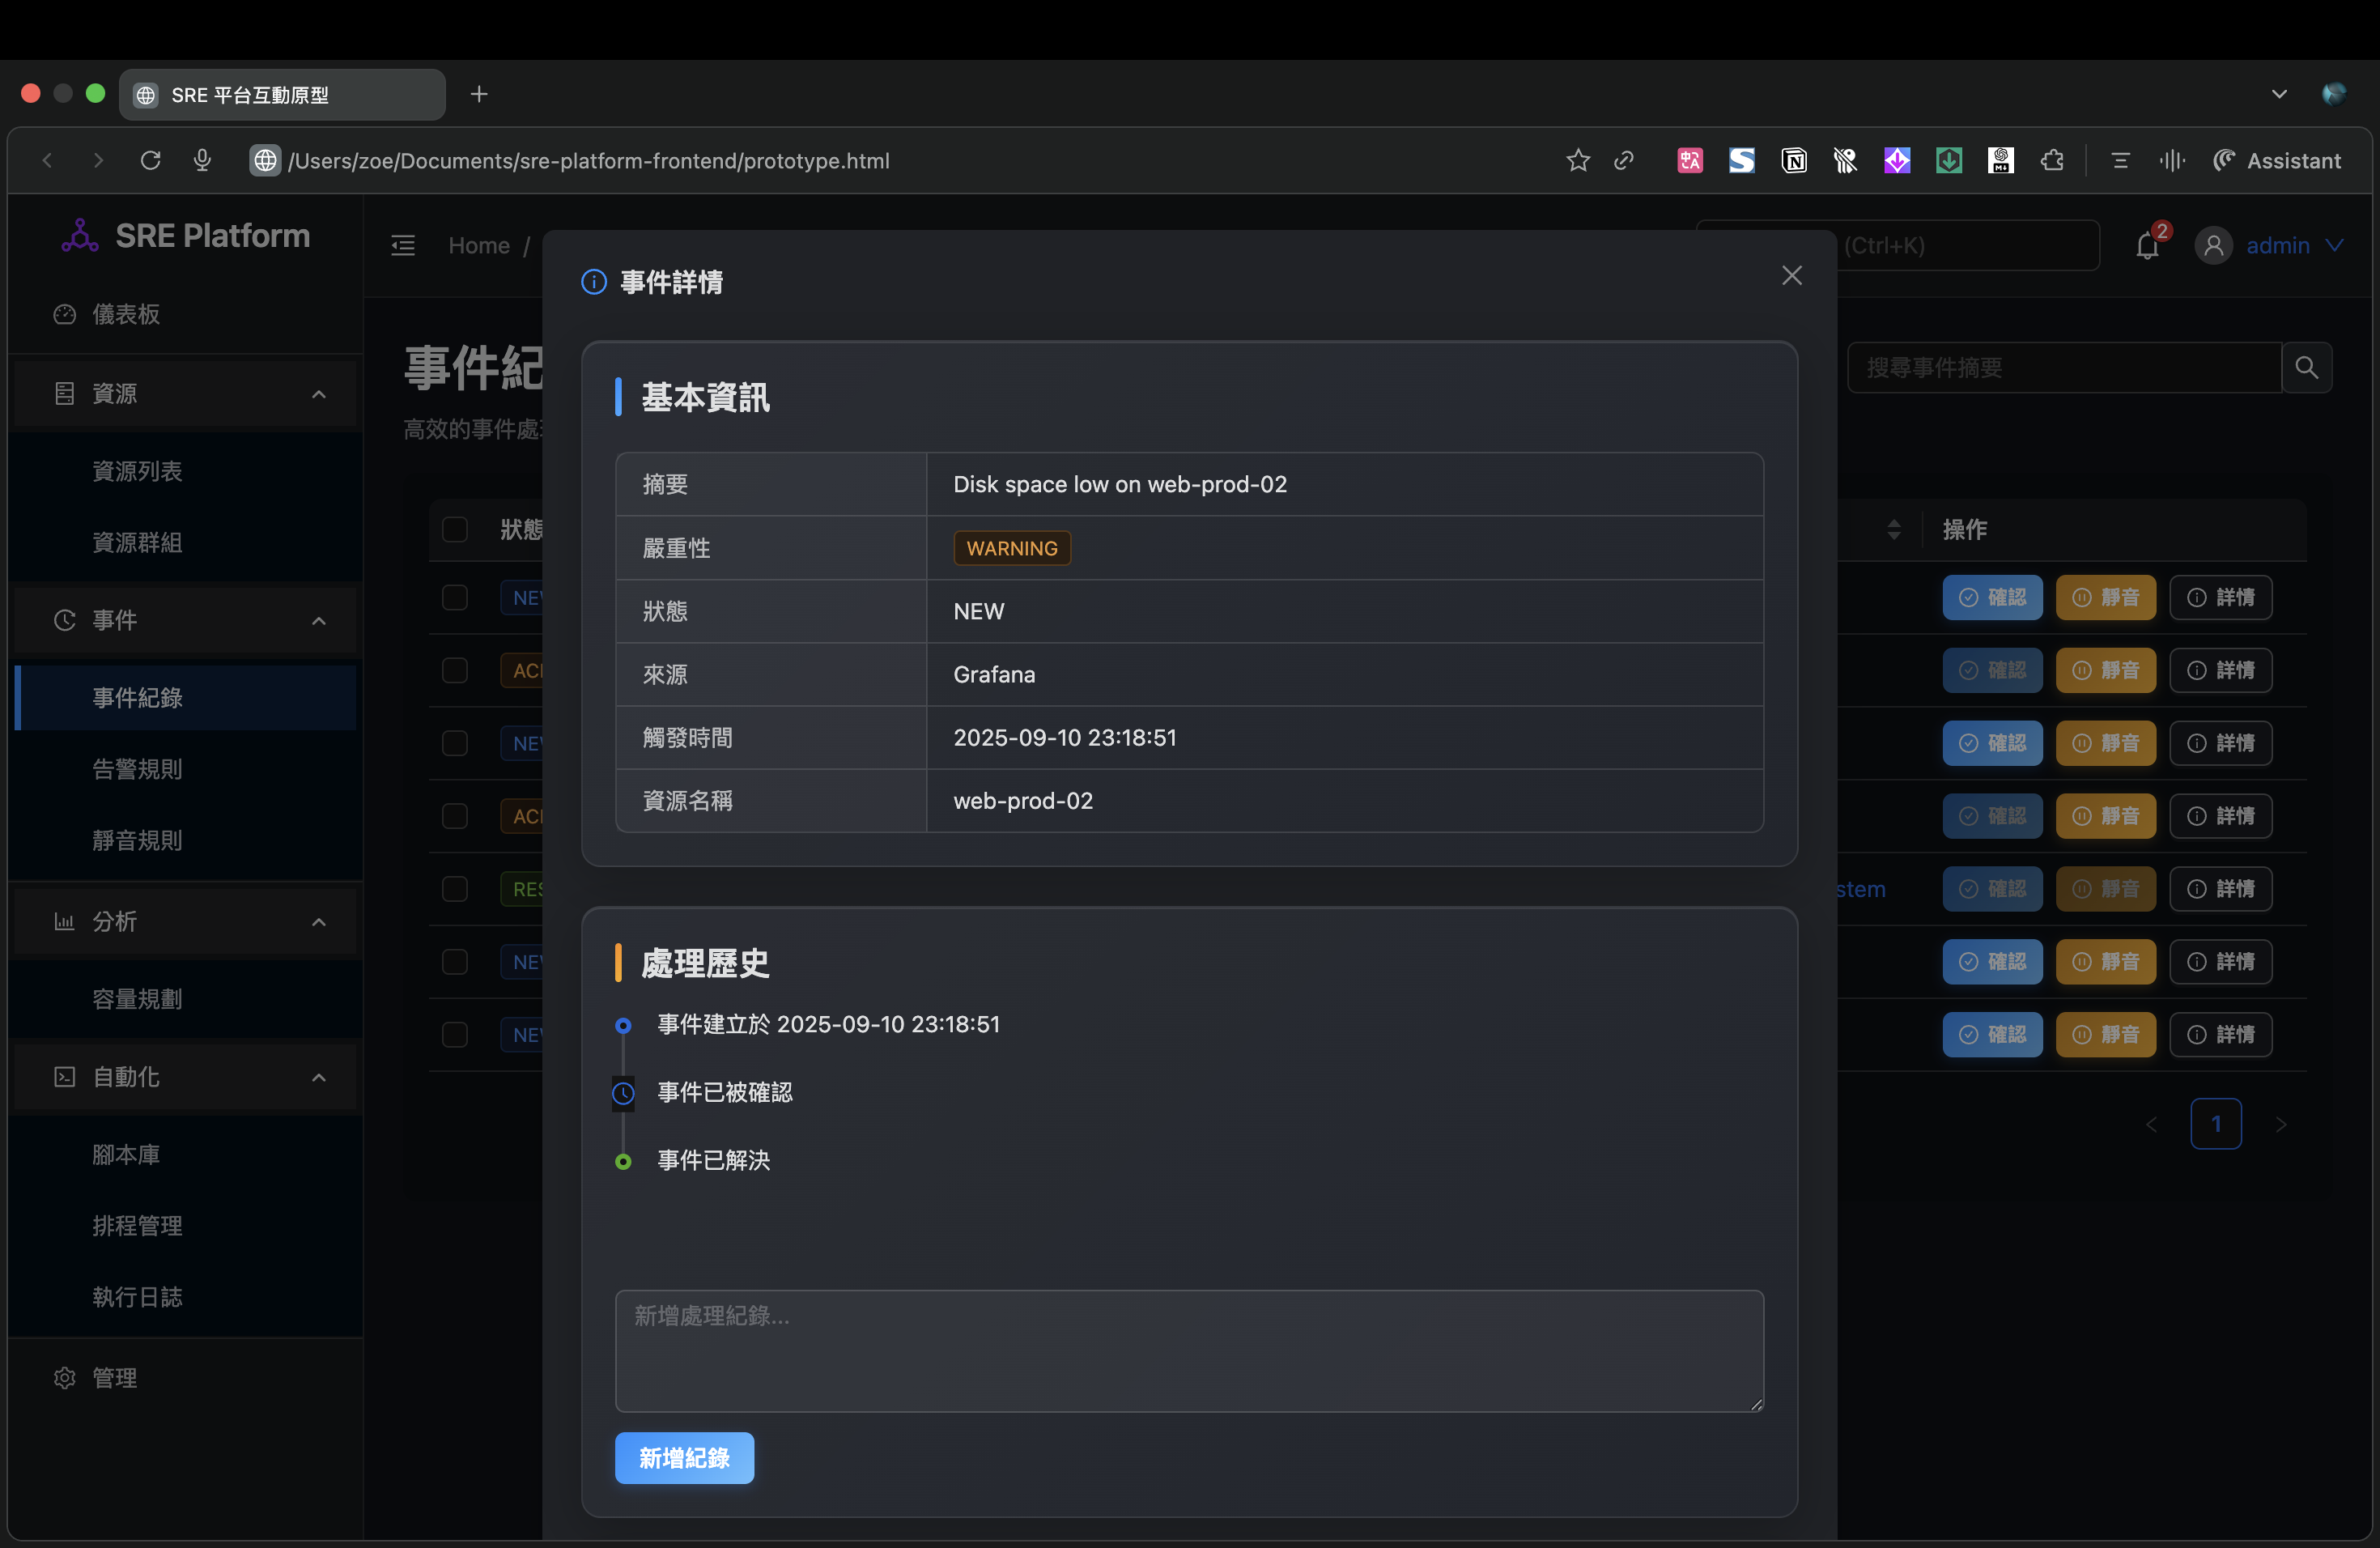 SRE 平台互動原型
/Users/zoe/Documents/sre-platform-frontend/prototype.html
Assistant
SRE Platform
Home /
(Ctrl+K)
2
admin
儀表板
資源
資源列表
資源群組
事件
事件紀錄
告警規則
靜音規則
分析
容量規劃
自動化
腳本庫
排程管理
執行日誌
管理
事件紀
高效的事件處
搜尋事件摘要
狀態
操作
NE
確認 靜音 詳情
AC
確認 靜音 詳情
NE
確認 靜音 詳情
AC
確認 靜音 詳情
RES
stem
確認 靜音 詳情
NE
確認 靜音 詳情
NE
確認 靜音 詳情
1
事件詳情
基本資訊
摘要 Disk space low on web-prod-02
嚴重性 WARNING
狀態 NEW
來源 Grafana
觸發時間 2025-09-10 23:18:51
資源名稱 web-prod-02
處理歷史
事件建立於 2025-09-10 23:18:51
事件已被確認
事件已解決
新增處理紀錄...
新增紀錄